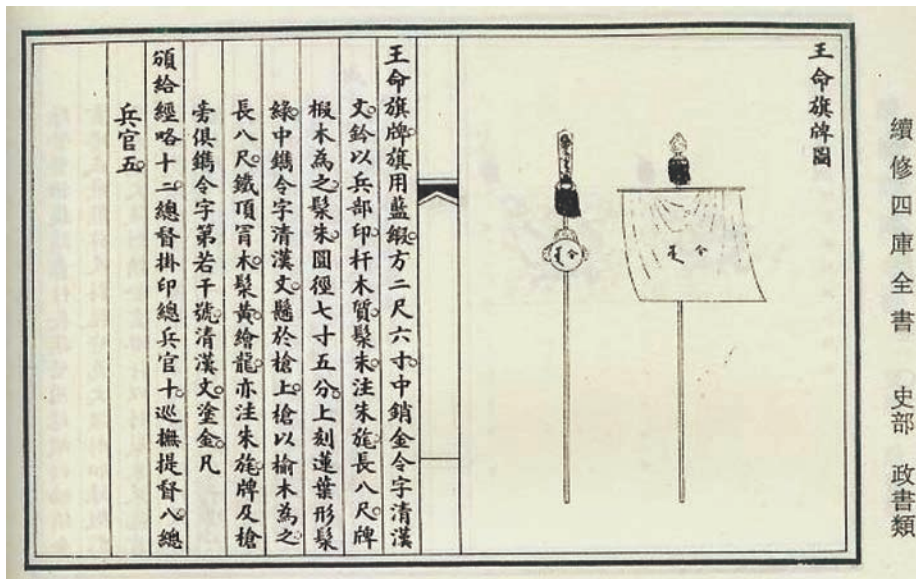 續修四庫全書 史部 政書類
王命旗牌圖
令
令
王命旗牌。旗用藍緞。方二尺六寸。中銷金令字清漢
文。鈐以兵部印。杆木質。髹朱。注朱旄。長八尺。牌
椵木為之。髹朱。圓徑七寸五分。上刻蓮葉形。髹
綠。中鐫令字清漢文。懸於槍上。槍以榆木為之。
長八尺。鐵頂冐木。髹黃。繪龍。亦注朱旄。牌及槍
旁俱鐫令字第若干號。清漢文。塗金。凡
頒給經略十二。總督掛印總兵官十。巡撫提督八。總
兵官五。